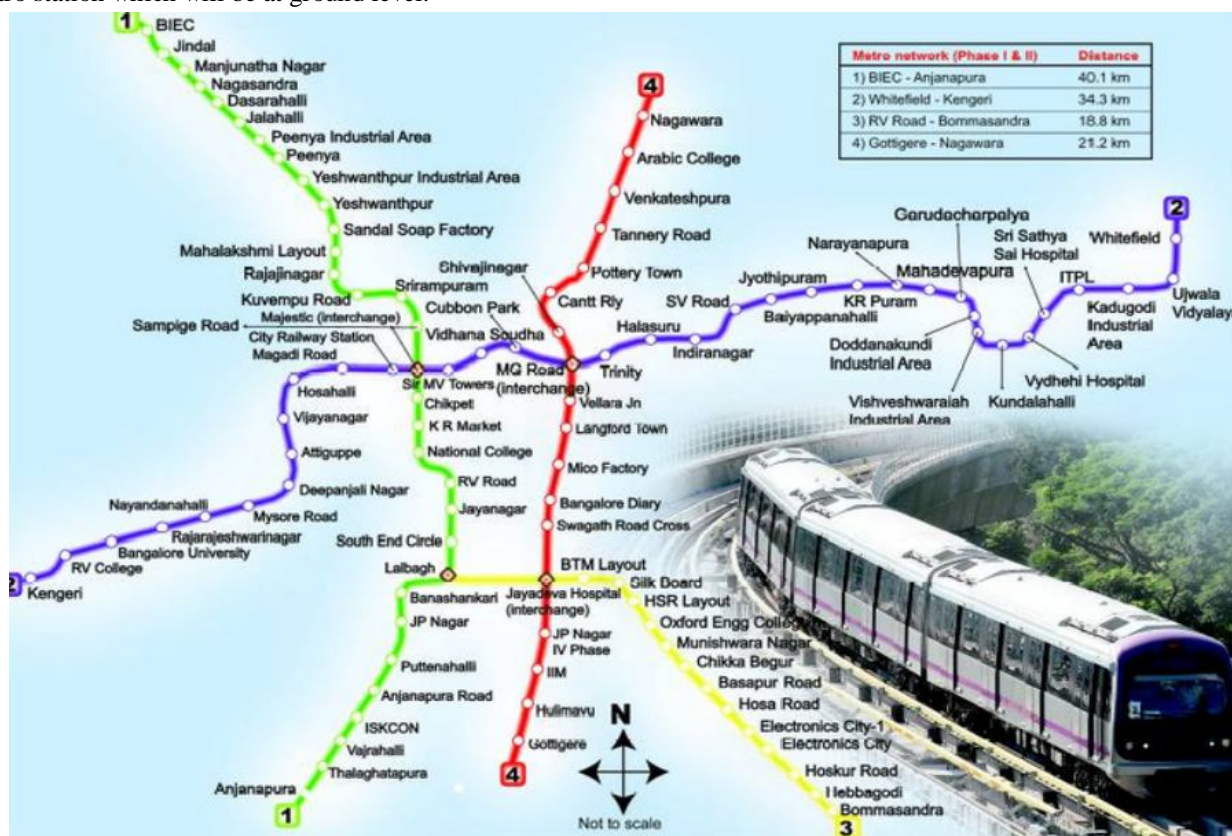 tro station which will be at ground level.
1
BIEC
Jindal
Manjunatha Nagar
Nagasandra
Dasarahalli
Jalahalli
Peenya Industrial Area
Peenya
Yeshwanthpur Industrial Area
Yeshwanthpur
Sandal Soap Factory
Mahalakshmi Layout
Rajajinagar
Kuvempu Road
Srirampuram
Majestic (interchange)
Sampige Road
City Railway Station
Magadi Road
Hosahalli
Vijayanagar
Attiguppe
Deepanjali Nagar
Nayandanahalli
Mysore Road
Rajarajeshwarinagar
Bangalore University
RV College
Kengeri
2
4
Nagawara
Arabic College
Venkateshpura
Tannery Road
Pottery Town
Shivajinagar
Cantt Rly
Cubbon Park
Vidhana Soudha
Sir MV Towers
MG Road
(interchange)
Trinity
Halasuru
Indiranagar
SV Road
Jyothipuram
Baiyappanahalli
KR Puram
Narayanapura
Mahadevapura
Garudacharpalya
Doddanakundi
Industrial Area
Vishveshwaraiah
Industrial Area
Kundalahalli
Vydhehi Hospital
Sri Sathya
Sai Hospital
ITPL
Kadugodi
Industrial
Area
Ujwala
Vidyalay
Whitefield
2
Metro network (Phase I & II) Distance
1) BIEC - Anjanapura 40.1 km
2) Whitefield - Kengeri 34.3 km
3) RV Road - Bommasandra 18.8 km
4) Gottigere - Nagawara 21.2 km
Chikpet
K R Market
National College
RV Road
Jayanagar
South End Circle
Lalbagh
Banashankari
JP Nagar
Puttenahalli
Anjanapura Road
ISKCON
Vajrahalli
Thalaghatapura
Anjanapura
1
Vellara Jn
Langford Town
Mico Factory
Bangalore Diary
Swagath Road Cross
Jayadeva Hospital
(interchange)
JP Nagar
IV Phase
IIM
Hulimavu
Gottigere
4
BTM Layout
Silk Board
HSR Layout
Oxford Engg College
Munishwara Nagar
Chikka Begur
Basapur Road
Hosa Road
Electronics City-1
Electronics City
Hoskur Road
Hebbagodi
Bommasandra
3
N
Not to scale